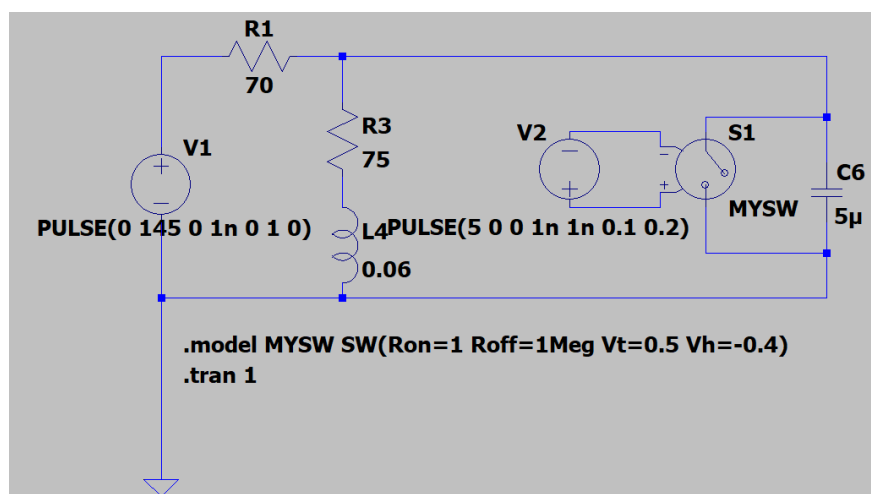 R1
70
R3
75
V1
PULSE(0 145 0 1n 0 1 0)
L4
0.06
V2
PULSE(5 0 0 1n 1n 0.1 0.2)
S1
MYSW
C6
5µ
.model MYSW SW(Ron=1 Roff=1Meg Vt=0.5 Vh=-0.4)
.tran 1